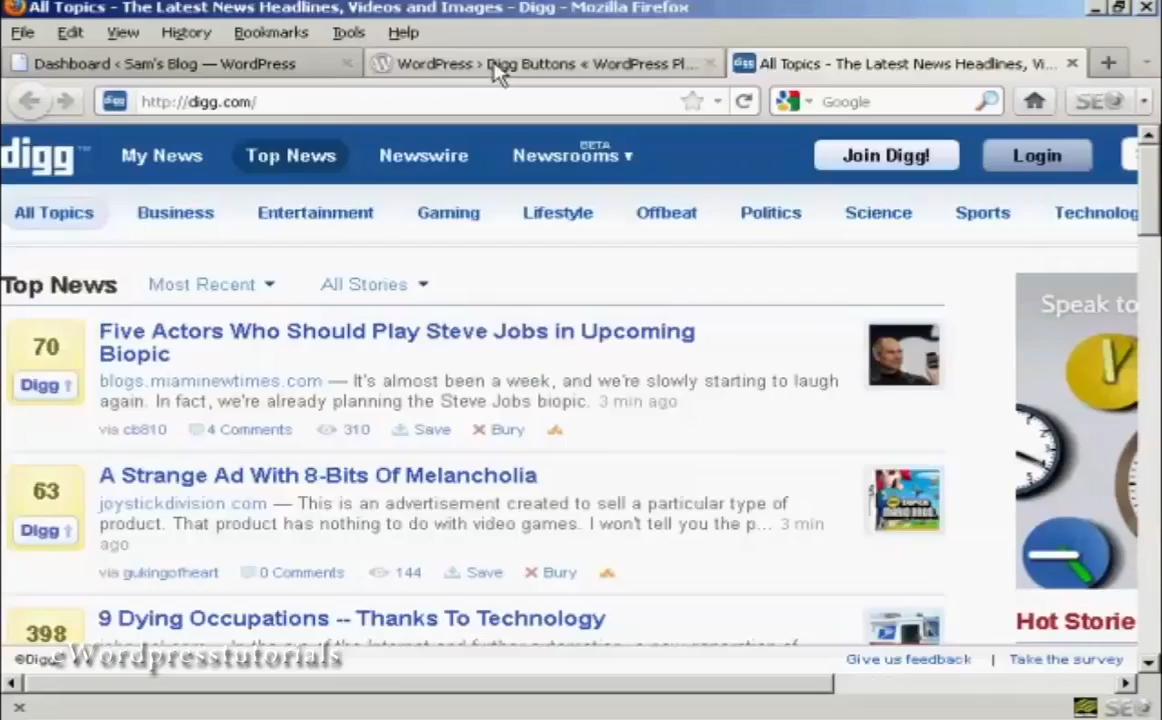 All Topics - The Latest News Headlines, Videos and Images - Digg - Mozilla Firefox
File Edit View History Bookmarks Tools Help
Dashboard ‹ Sam's Blog — WordPress
WordPress › Digg Buttons « WordPress Pl...
digg All Topics - The Latest News Headlines, Vi...
digg http://digg.com/
Google
SE
digg™ My News Top News Newswire Newsrooms BETA ▾ Join Digg! Login
All Topics Business Entertainment Gaming Lifestyle Offbeat Politics Science Sports Technolog
Top News Most Recent All Stories
70
Digg
Five Actors Who Should Play Steve Jobs in Upcoming
Biopic
blogs.miaminewtimes.com — It's almost been a week, and we're slowly starting to laugh
again. In fact, we're already planning the Steve Jobs biopic. 3 min ago
via cb810 4 Comments 310 Save Bury
Speak to
63
Digg
A Strange Ad With 8-Bits Of Melancholia
joystickdivision.com — This is an advertisement created to sell a particular type of
product. That product has nothing to do with video games. I won't tell you the p... 3 min
ago
via gukingofheart 0 Comments 144 Save Bury
398
9 Dying Occupations -- Thanks To Technology
Hot Storie
©Digg
eWordpresstutorials
Give us feedback | Take the survey
SE